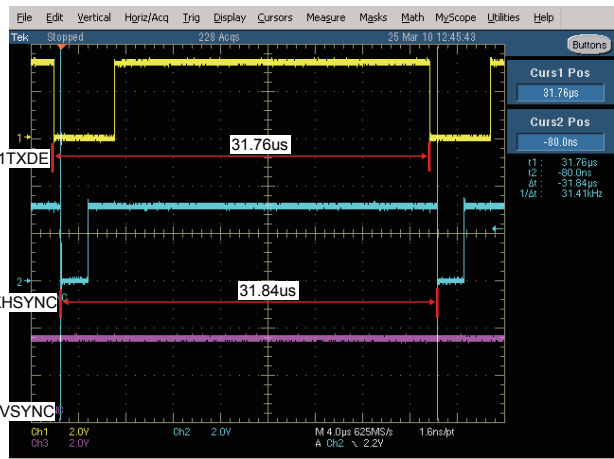 File Edit Vertical Horiz/Acq Trig Display Cursors Measure Masks Math MyScope Utilities Help
Tek Stopped 228 Acqs 25 Mar 10 12:45:43
Buttons
Curs1 Pos
31.76µs
Curs2 Pos
-80.0ns
t1 : 31.76µs
t2 : -80.0ns
Δt : -31.84µs
1/Δt : 31.41kHz
1
31.76us
1TXDE
2
31.84us
XHSYNC
VSYNC
Ch1 2.0V Ch2 2.0V M 4.0µs 625MS/s 1.6ns/pt
Ch3 2.0V A Ch2 2.2V